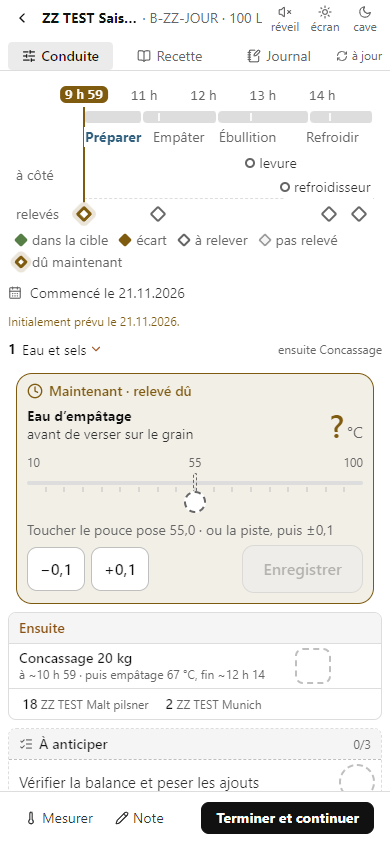 ZZ TEST Sais… · B-ZZ-JOUR · 100 L
réveil écran cave
Conduite Recette Journal à jour
9 h 59 11 h 12 h 13 h 14 h
Préparer Empâter Ébullition Refroidir
à côté
levure
refroidisseur
relevés
dans la cible écart à relever pas relevé
dû maintenant
Commencé le 21.11.2026
Initialement prévu le 21.11.2026.
1 Eau et sels ensuite Concassage
Maintenant · relevé dû
Eau d’empâtage
avant de verser sur le grain
? °C
10 55 100
Toucher le pouce pose 55,0 · ou la piste, puis ±0,1
−0,1 +0,1 Enregistrer
Ensuite
Concassage 20 kg
à ~10 h 59 · puis empâtage 67 °C, fin ~12 h 14
18 ZZ TEST Malt pilsner 2 ZZ TEST Munich
À anticiper 0/3
Vérifier la balance et peser les ajouts
Mesurer Note Terminer et continuer